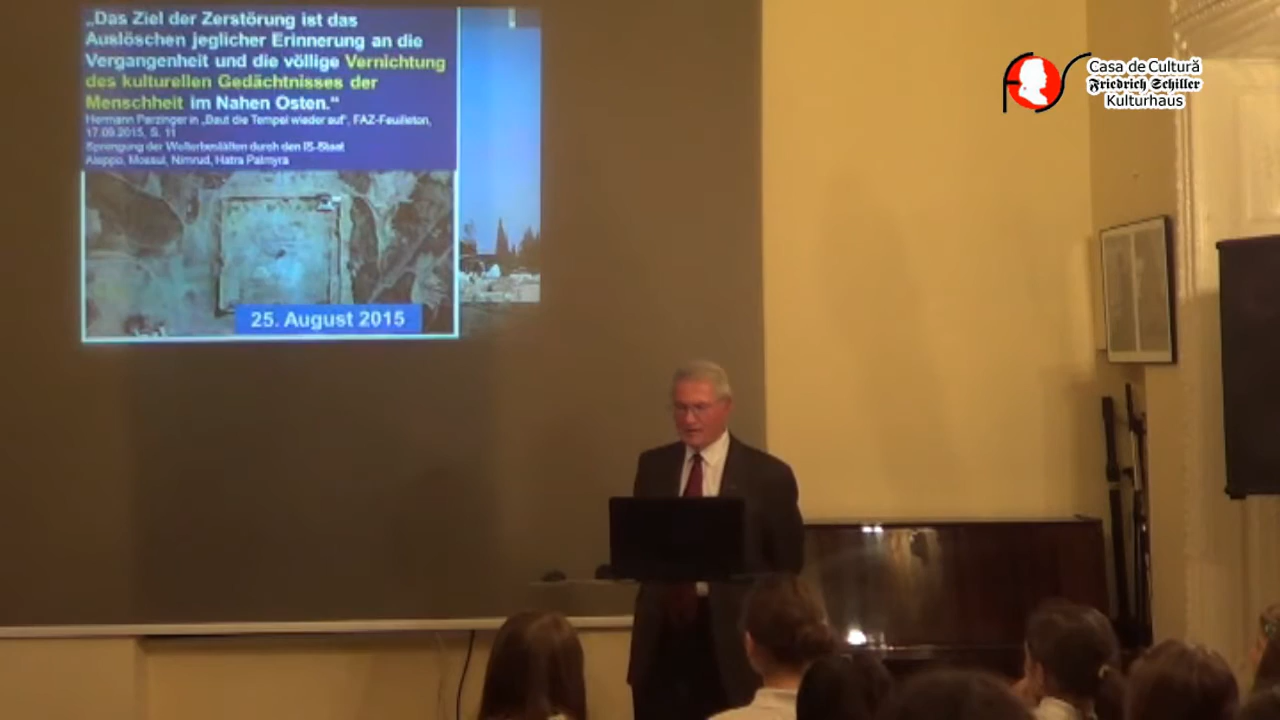 „Das Ziel der Zerstörung ist das
Auslöschen jeglicher Erinnerung an die
Vergangenheit und die völlige Vernichtung
des kulturellen Gedächtnisses der
Menschheit im Nahen Osten.“
Hermann Parzinger in „Baut die Tempel wieder auf“, FAZ-Feuilleton,
17.09.2015, S. 11
Sprengung der Welterbestätten durch den IS-Staat
Aleppo, Mossul, Nimrud, Hatra Palmyra
25. August 2015
Casa de Cultură
Friedrich Schiller
Kulturhaus